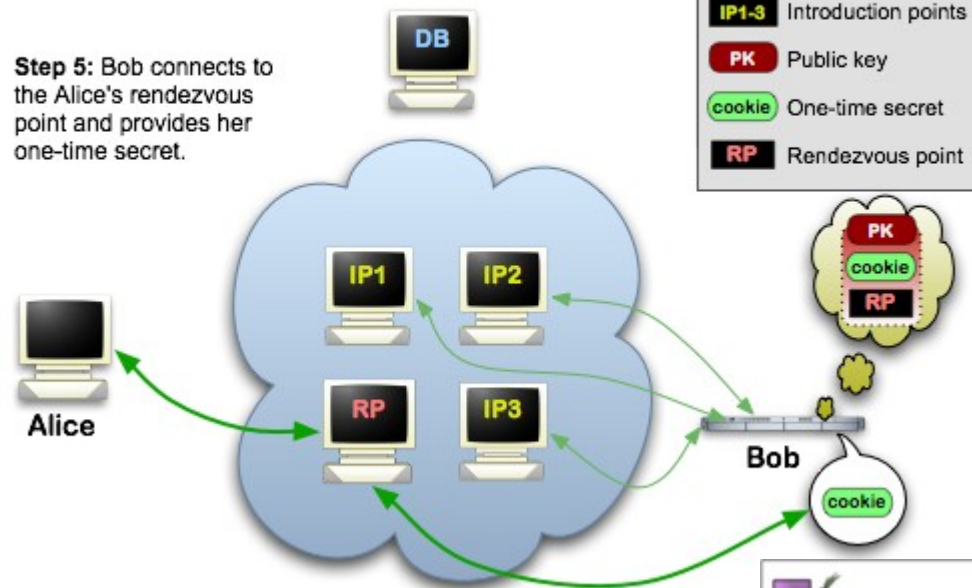 Step 5: Bob connects to
the Alice's rendezvous
point and provides her
one-time secret.
DB
IP1-3 Introduction points
PK Public key
cookie One-time secret
RP Rendezvous point
IP1
IP2
PK
cookie
RP
Alice
RP
IP3
Bob
cookie